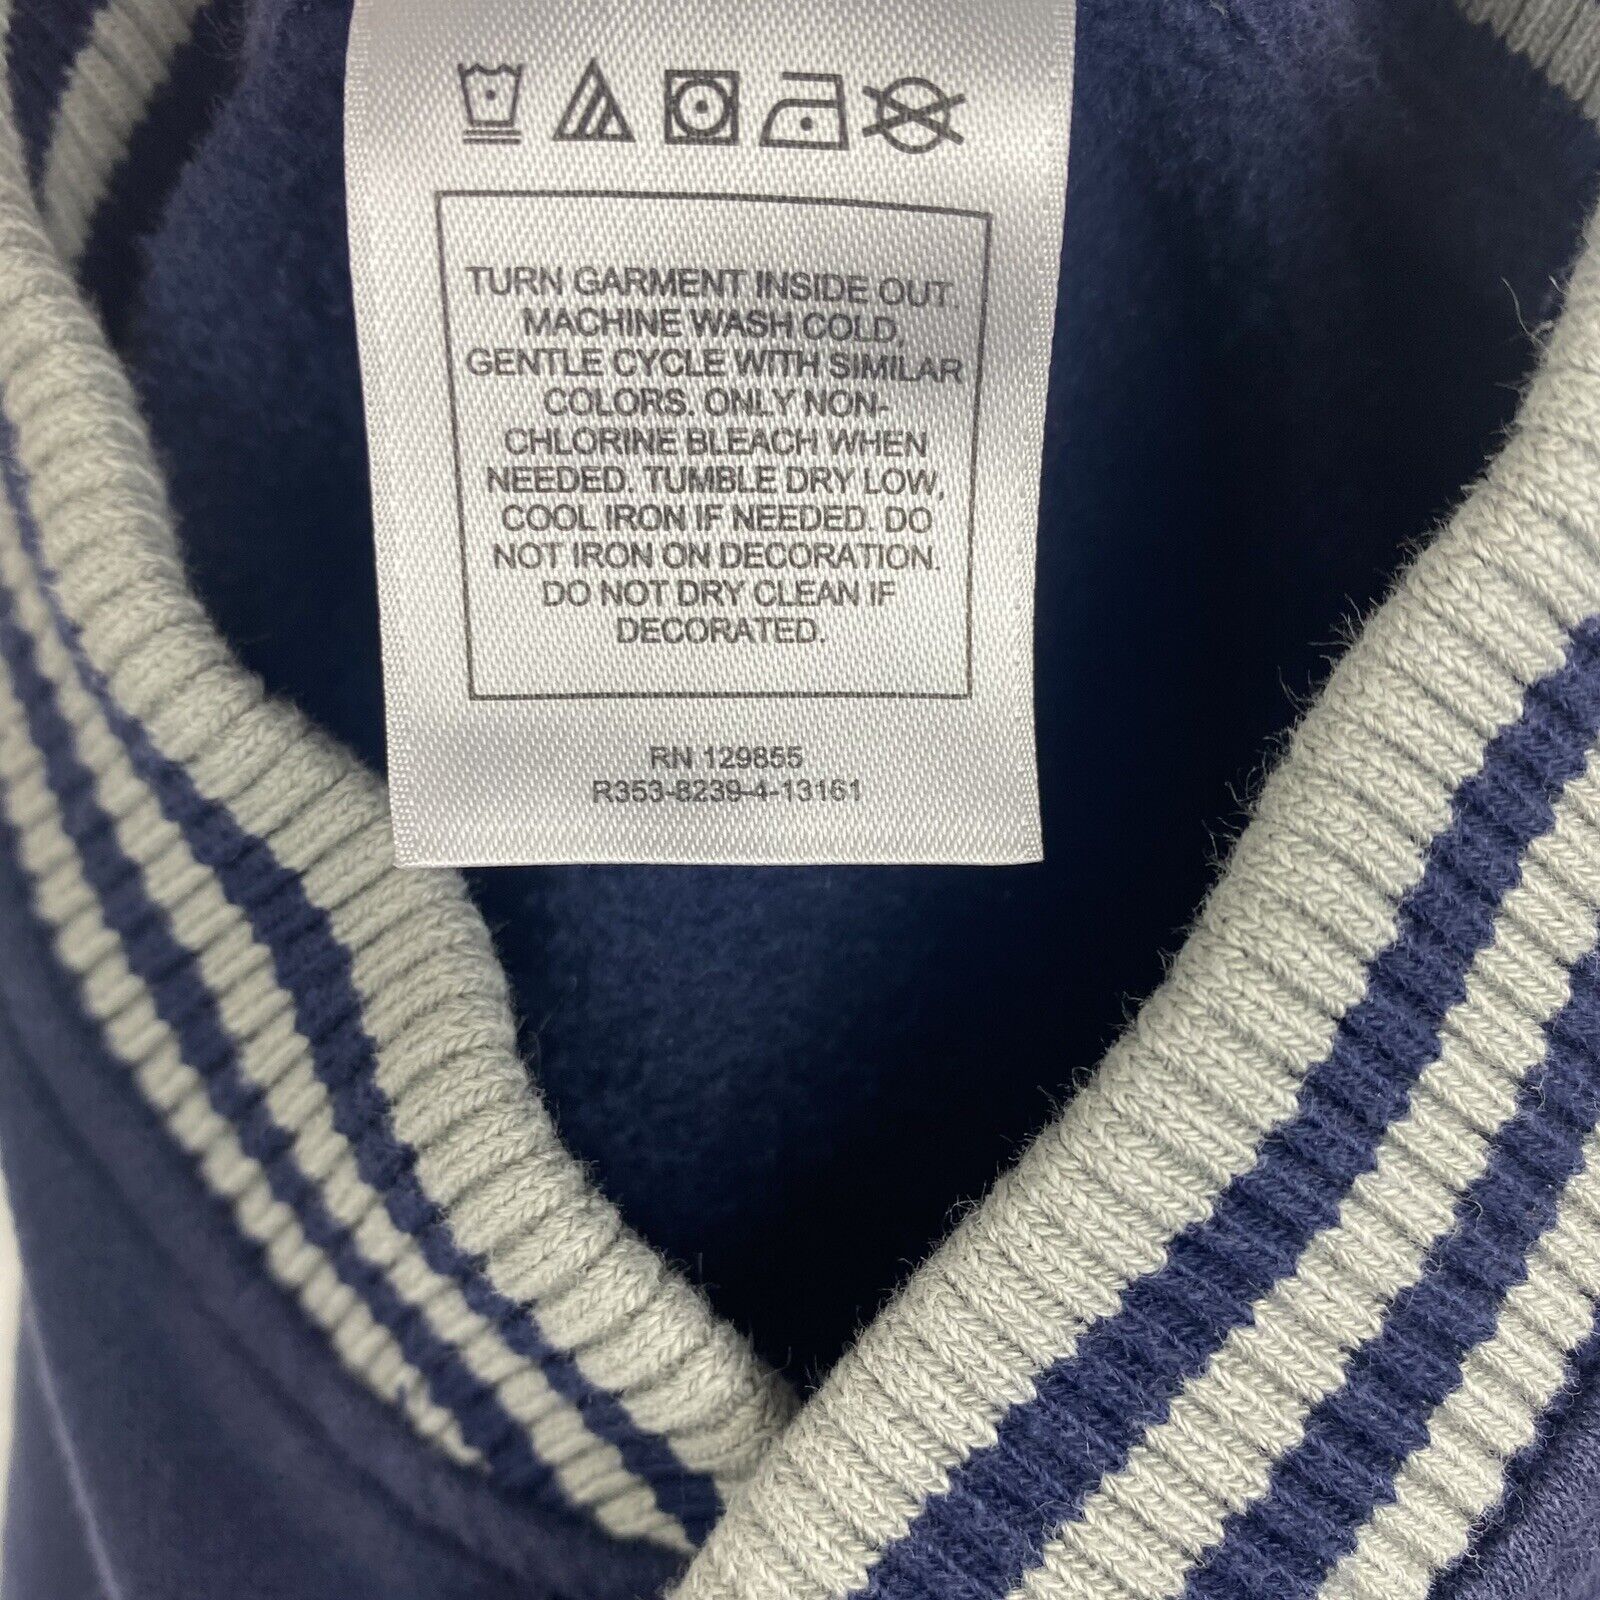 TURN GARMENT INSIDE OUT.
MACHINE WASH COLD,
GENTLE CYCLE WITH SIMILAR
COLORS. ONLY NON-
CHLORINE BLEACH WHEN
NEEDED. TUMBLE DRY LOW,
COOL IRON IF NEEDED. DO
NOT IRON ON DECORATION.
DO NOT DRY CLEAN IF
DECORATED.
RN 129855
R353-8239-4-13161